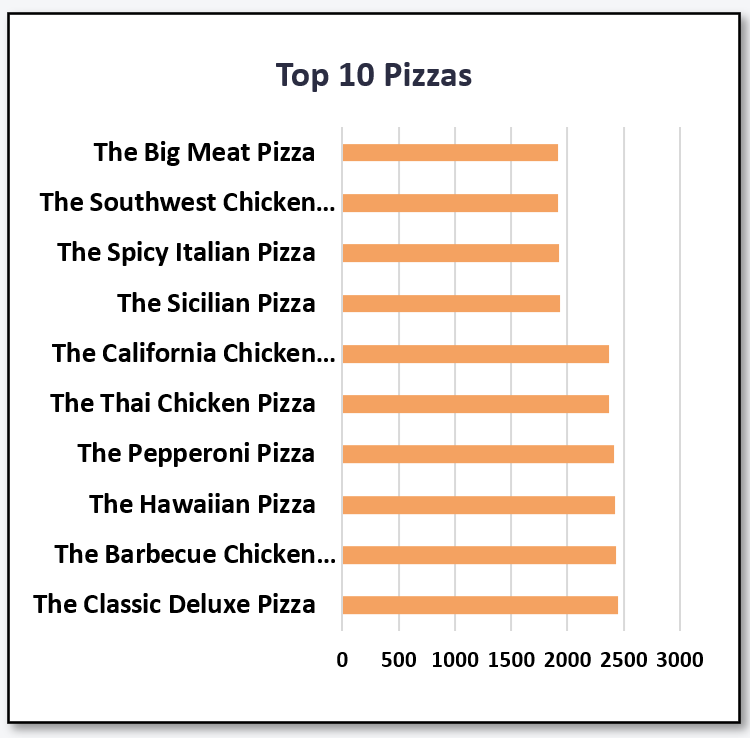 Top 10 Pizzas
The Big Meat Pizza
The Southwest Chicken...
The Spicy Italian Pizza
The Sicilian Pizza
The California Chicken...
The Thai Chicken Pizza
The Pepperoni Pizza
The Hawaiian Pizza
The Barbecue Chicken...
The Classic Deluxe Pizza
0 500 1000 1500 2000 2500 3000